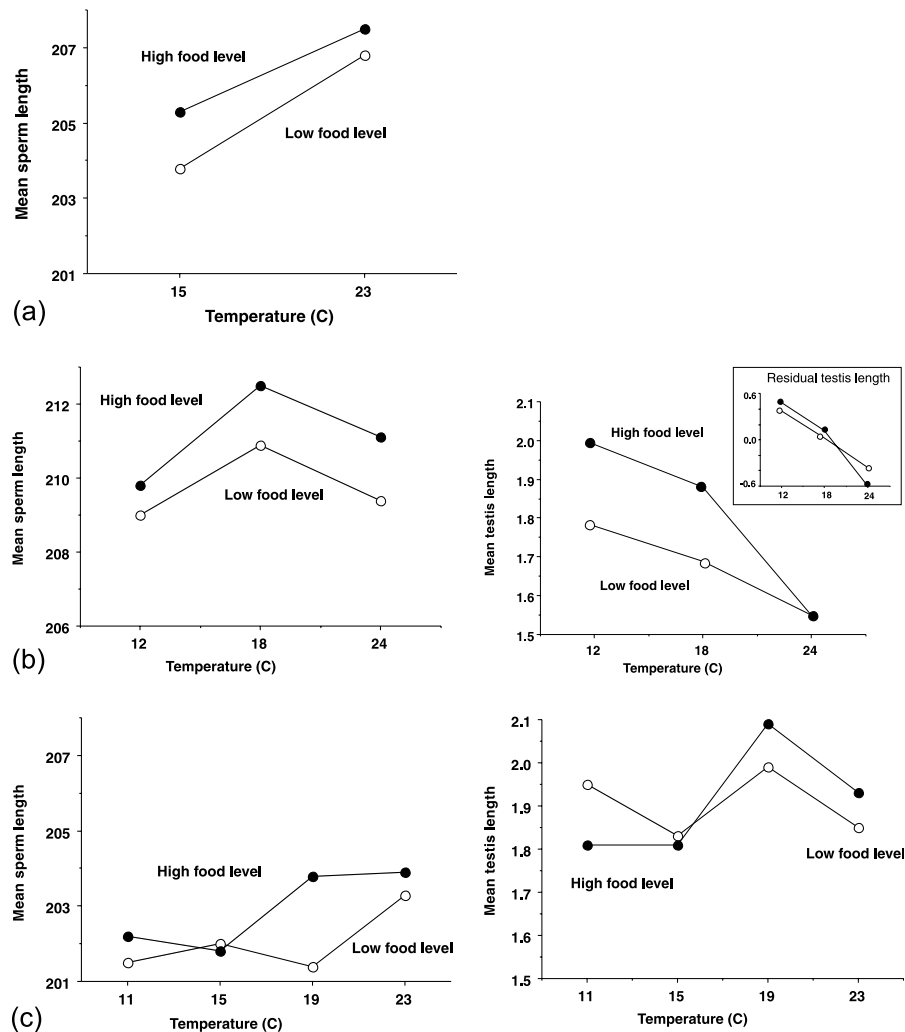 207
205
203
201
Mean sperm length
High food level
Low food level
15 23
Temperature (C)
(a)
212
210
208
206
Mean sperm length
High food level
Low food level
12 18 24
Temperature (C)
(b)
2.1
2.0
1.9
1.8
1.7
1.6
1.5
Mean testis length
High food level
Low food level
12 18 24
Temperature (C)
Residual testis length
0.6
0.0
-0.6
12 18 24
207
205
203
201
Mean sperm length
High food level
Low food level
11 15 19 23
Temperature (C)
(c)
2.1
2.0
1.9
1.8
1.7
1.6
1.5
Mean testis length
High food level
Low food level
11 15 19 23
Temperature (C)